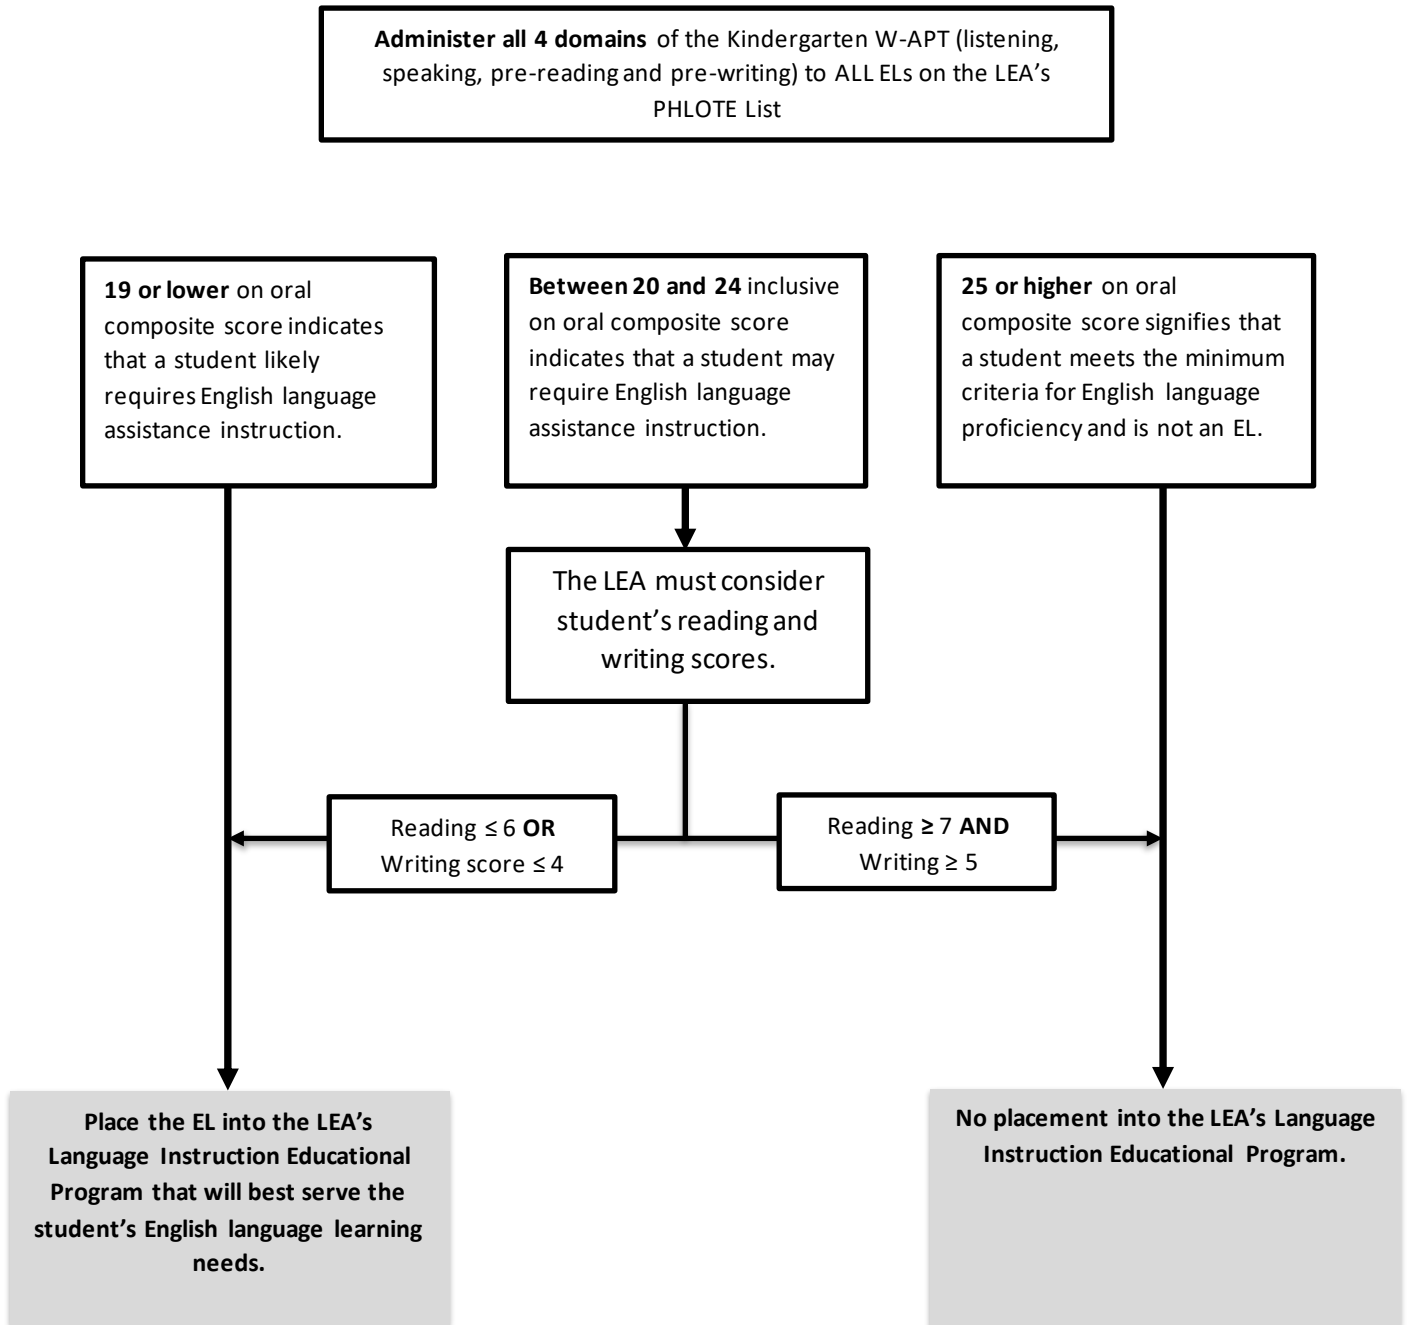 Administer all 4 domains of the Kindergarten W-APT (listening,
speaking, pre-reading and pre-writing) to ALL ELs on the LEA’s
PHLOTE List
19 or lower on oral
composite score indicates
that a student likely
requires English language
assistance instruction.
Between 20 and 24 inclusive
on oral composite score
indicates that a student may
require English language
assistance instruction.
25 or higher on oral
composite score signifies that
a student meets the minimum
criteria for English language
proficiency and is not an EL.
The LEA must consider
student’s reading and
writing scores.
Reading ≤ 6 OR
Writing score ≤ 4
Reading ≥ 7 AND
Writing ≥ 5
Place the EL into the LEA’s
Language Instruction Educational
Program that will best serve the
student’s English language learning
needs.
No placement into the LEA’s Language
Instruction Educational Program.